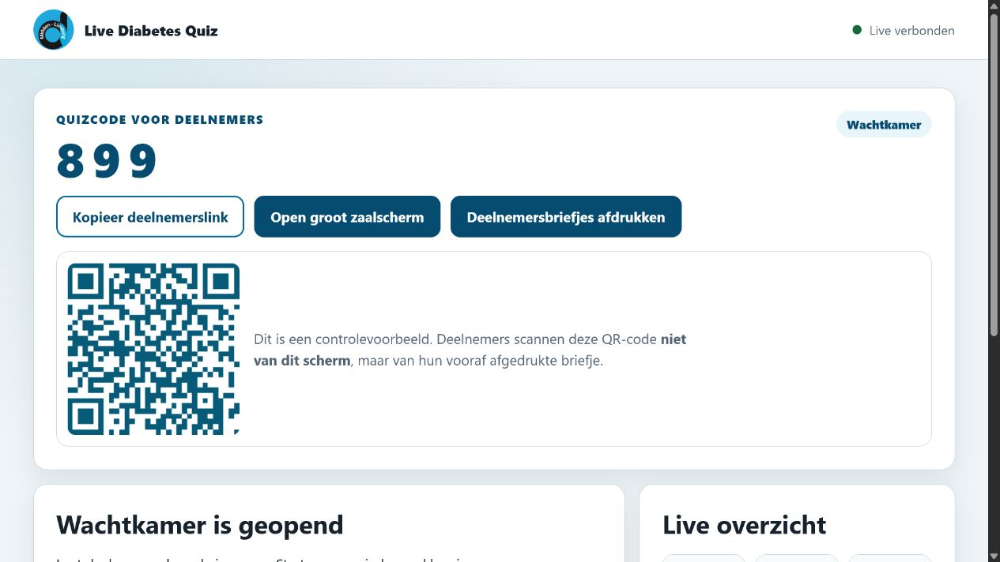 Midden - Limburg
Live Diabetes Quiz
Live verbonden
QUIZCODE VOOR DEELNEMERS
Wachtkamer
899
Kopieer deelnemerslink
Open groot zaalscherm
Deelnemersbriefjes afdrukken
Dit is een controlevoorbeeld. Deelnemers scannen deze QR-code niet
van dit scherm, maar van hun vooraf afgedrukte briefje.
Wachtkamer is geopend
Live overzicht